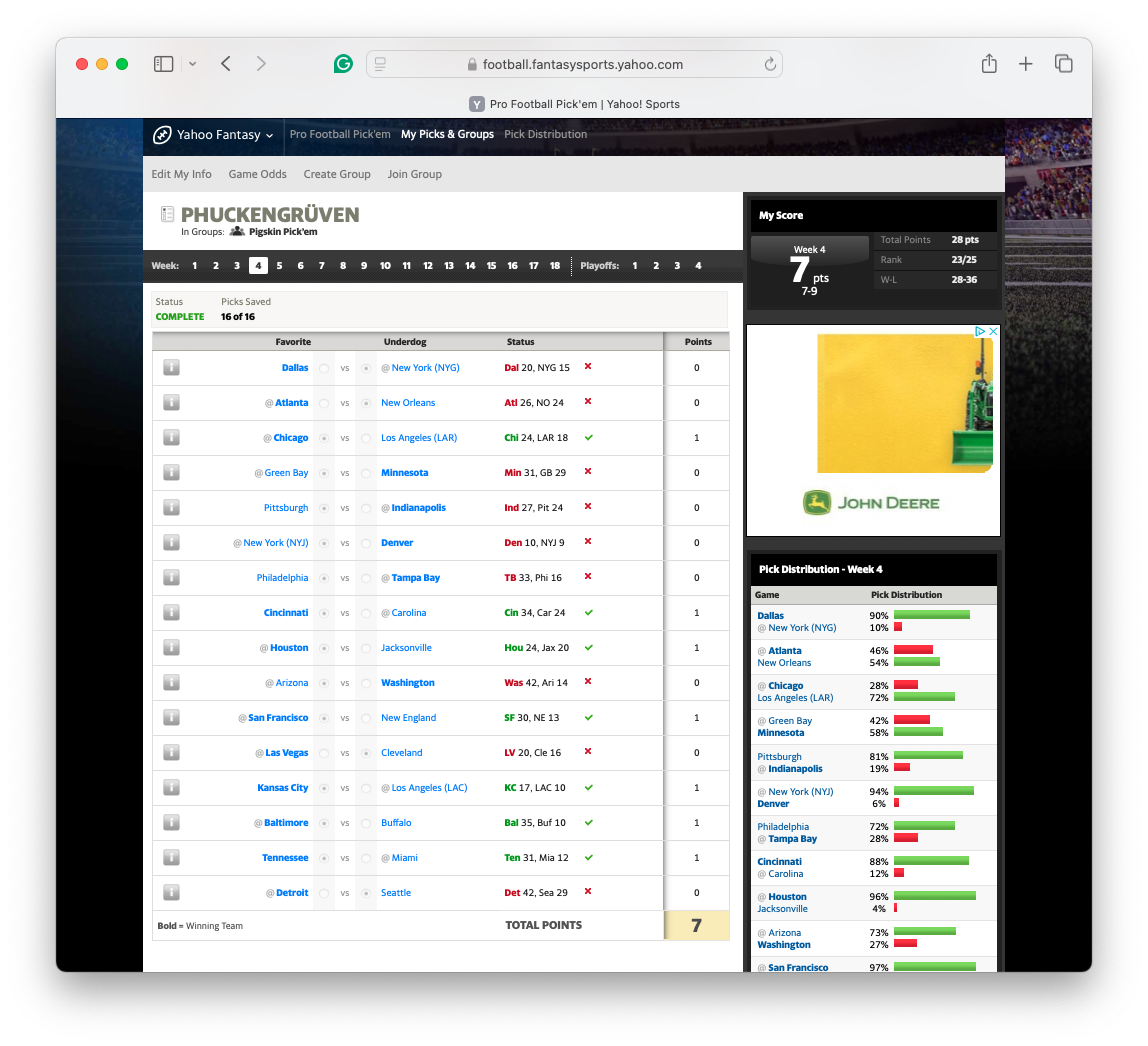 football.fantasysports.yahoo.com
Y Pro Football Pick'em | Yahoo! Sports
Yahoo Fantasy Pro Football Pick'em My Picks & Groups Pick Distribution
Edit My Info Game Odds Create Group Join Group
PHUCKENGRÜVEN
In Groups: Pigskin Pick'em
Week: 1 2 3 4 5 6 7 8 9 10 11 12 13 14 15 16 17 18 Playoffs: 1 2 3 4
Status Picks Saved
COMPLETE 16 of 16
Favorite Underdog Status Points
Dallas vs @ New York (NYG) Dal 20, NYG 15 0
@ Atlanta vs New Orleans Atl 26, NO 24 0
@ Chicago vs Los Angeles (LAR) Chi 24, LAR 18 1
@ Green Bay vs Minnesota Min 31, GB 29 0
Pittsburgh vs @ Indianapolis Ind 27, Pit 24 0
@ New York (NYJ) vs Denver Den 10, NYJ 9 0
Philadelphia vs @ Tampa Bay TB 33, Phi 16 0
Cincinnati vs @ Carolina Cin 34, Car 24 1
@ Houston vs Jacksonville Hou 24, Jax 20 1
@ Arizona vs Washington Was 42, Ari 14 0
@ San Francisco vs New England SF 30, NE 13 1
@ Las Vegas vs Cleveland LV 20, Cle 16 0
Kansas City vs @ Los Angeles (LAC) KC 17, LAC 10 1
@ Baltimore vs Buffalo Bal 35, Buf 10 1
Tennessee vs @ Miami Ten 31, Mia 12 1
@ Detroit vs Seattle Det 42, Sea 29 0
Bold = Winning Team TOTAL POINTS 7
My Score
Week 4
7 pts
7-9
Total Points 28 pts
Rank 23/25
W-L 28-36
JOHN DEERE
Pick Distribution - Week 4
Game Pick Distribution
Dallas 90%
@ New York (NYG) 10%
@ Atlanta 46%
New Orleans 54%
@ Chicago 28%
Los Angeles (LAR) 72%
@ Green Bay 42%
Minnesota 58%
Pittsburgh 81%
@ Indianapolis 19%
@ New York (NYJ) 94%
Denver 6%
Philadelphia 72%
@ Tampa Bay 28%
Cincinnati 88%
@ Carolina 12%
@ Houston 96%
Jacksonville 4%
@ Arizona 73%
Washington 27%
@ San Francisco 97%